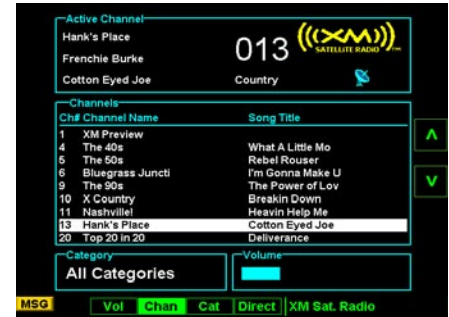 Active Channel
Hank's Place
Frenchie Burke
Cotton Eyed Joe
013
Country
(((XM)))
SATELLITE RADIO
Channels
Ch# Channel Name Song Title
1 XM Preview
4 The 40s What A Little Mo
5 The 50s Rebel Rouser
6 Bluegrass Juncti I'm Gonna Make U
9 The 90s The Power of Lov
10 X Country Breakin Down
11 Nashville! Heavin Help Me
13 Hank's Place Cotton Eyed Joe
20 Top 20 in 20 Deliverance
Category
All Categories
Volume
MSG Vol Chan Cat Direct XM Sat. Radio